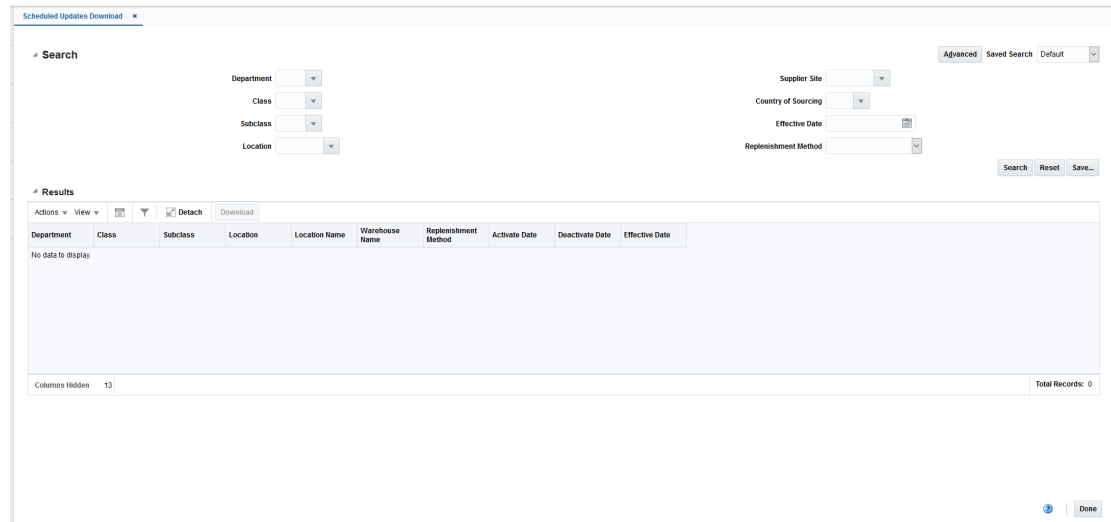 Scheduled Updates Download ×
Search
Advanced Saved Search Default
Department
Supplier Site
Class
Country of Sourcing
Subclass
Effective Date
Location
Replenishment Method
Search Reset Save...
Results
Actions View Detach Download
Department Class Subclass Location Location Name Warehouse Name Replenishment Method Activate Date Deactivate Date Effective Date
No data to display.
Columns Hidden 13
Total Records: 0
? Done